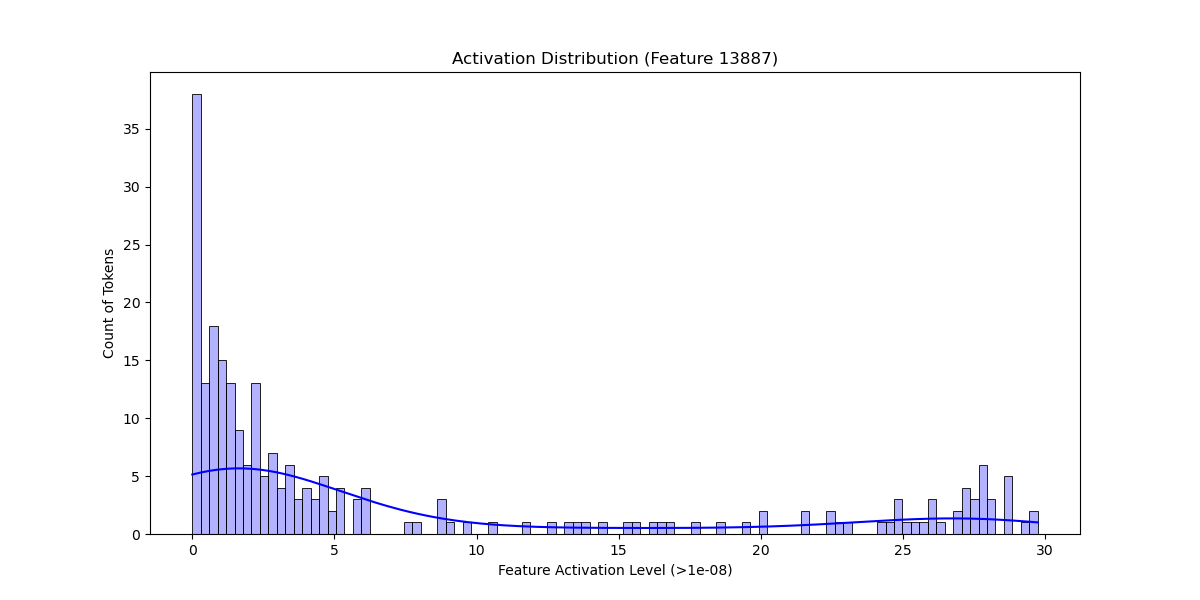 Activation Distribution (Feature 13887)
Count of Tokens
35
30
25
20
15
10
5
0
0 5 10 15 20 25 30
Feature Activation Level (>1e-08)